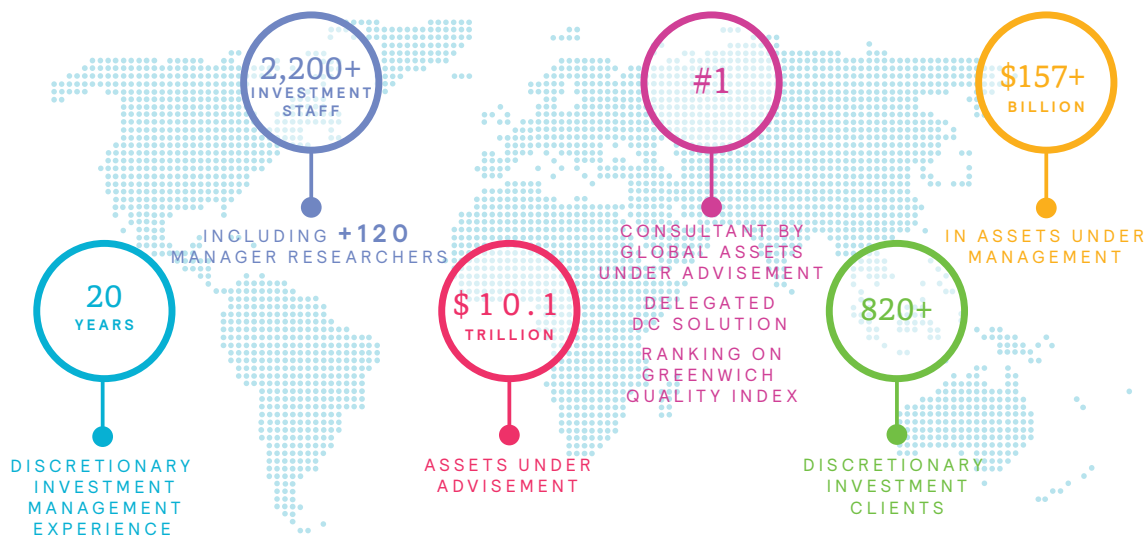 2,200+
INVESTMENT
STAFF
INCLUDING +120
MANAGER RESEARCHERS
#1
CONSULTANT BY
GLOBAL ASSETS
UNDER ADVISEMENT
DELEGATED
DC SOLUTION
RANKING ON
GREENWICH
QUALITY INDEX
$157+
BILLION
IN ASSETS UNDER
MANAGEMENT
20
YEARS
DISCRETIONARY
INVESTMENT
MANAGEMENT
EXPERIENCE
$10.1
TRILLION
ASSETS UNDER
ADVISEMENT
820+
DISCRETIONARY
INVESTMENT
CLIENTS